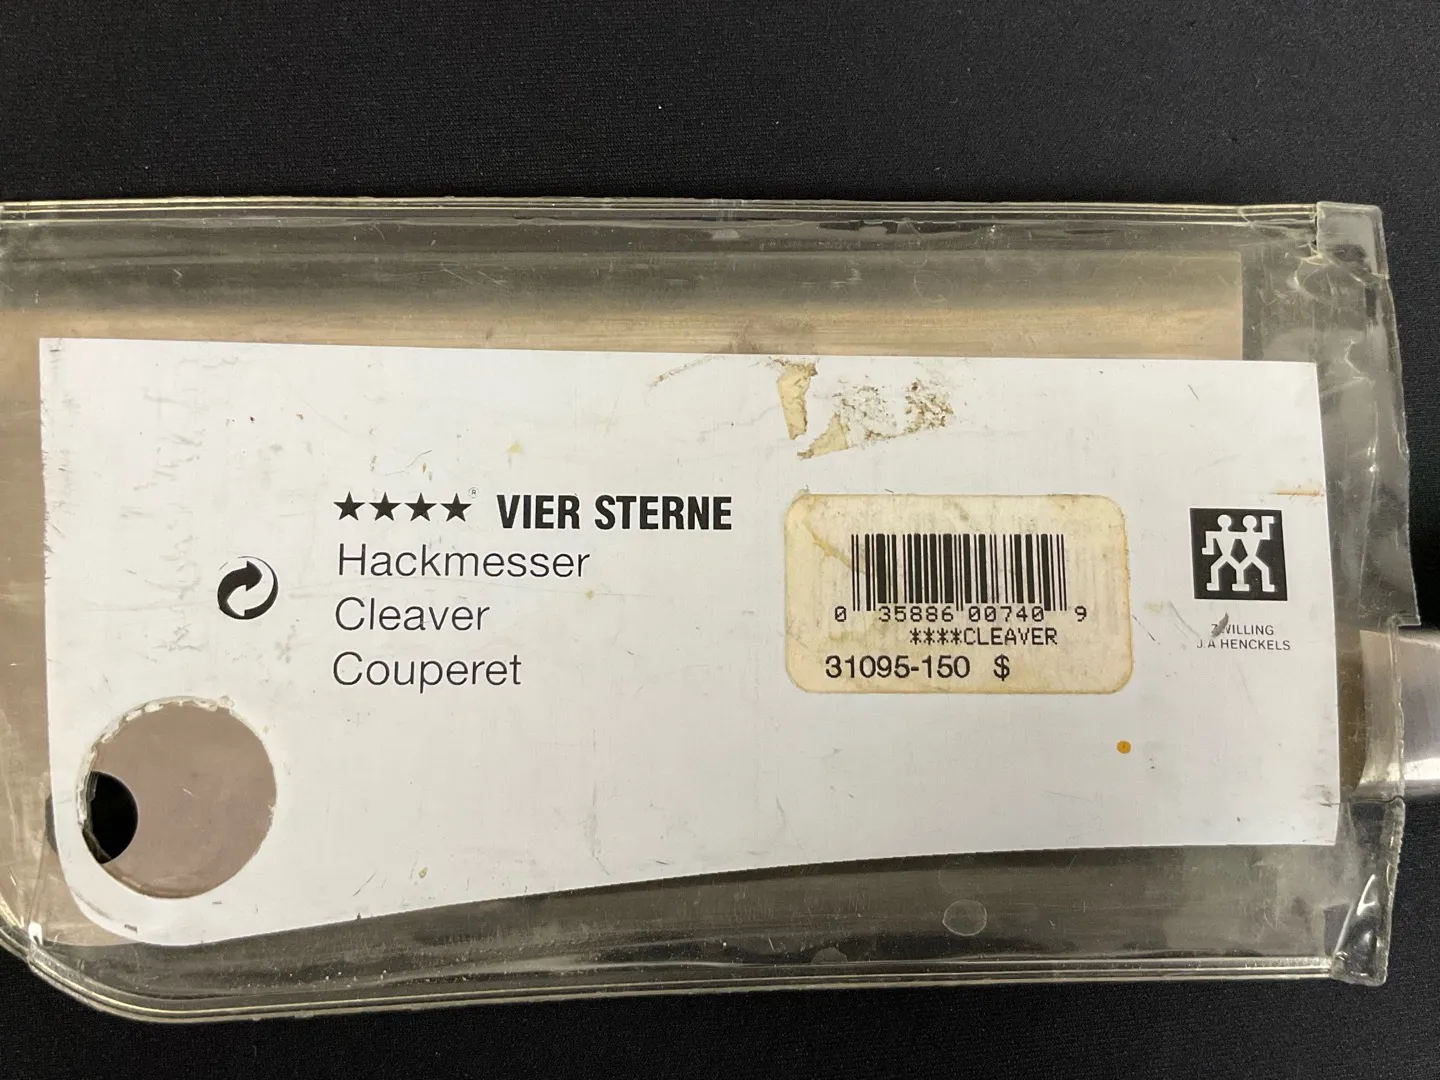 ★★★★® VIER STERNE
Hackmesser
Cleaver
Couperet
0 35886 00740 9
****CLEAVER
31095-150 $
ZWILLING
J.A HENCKELS